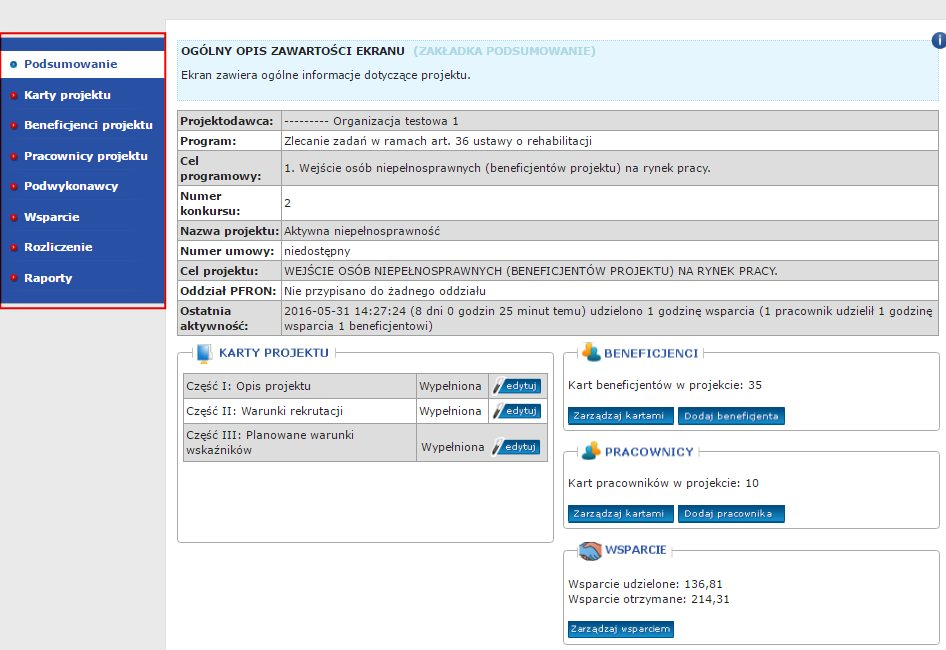 Podsumowanie
Karty projektu
Beneficjenci projektu
Pracownicy projektu
Podwykonawcy
Wsparcie
Rozliczenie
Raporty
i
OGÓLNY OPIS ZAWARTOŚCI EKRANU (ZAKŁADKA PODSUMOWANIE)
Ekran zawiera ogólne informacje dotyczące projektu.
Projektodawca: --------- Organizacja testowa 1
Program: Zlecanie zadań w ramach art. 36 ustawy o rehabilitacji
Cel
programowy: 1. Wejście osób niepełnosprawnych (beneficjentów projektu) na rynek pracy.
Numer
konkursu: 2
Nazwa projektu: Aktywna niepełnosprawność
Numer umowy: niedostępny
Cel projektu: WEJŚCIE OSÓB NIEPEŁNOSPRAWNYCH (BENEFICJENTÓW PROJEKTU) NA RYNEK PRACY.
Oddział PFRON: Nie przypisano do żadnego oddziału
Ostatnia 2016-05-31 14:27:24 (8 dni 0 godzin 25 minut temu) udzielono 1 godzinę wsparcia (1 pracownik udzielił 1 godzinę
aktywność: wsparcia 1 beneficjentowi)
KARTY PROJEKTU
Część I: Opis projektu Wypełniona edytuj
Część II: Warunki rekrutacji Wypełniona edytuj
Część III: Planowane warunki
wskaźników Wypełniona edytuj
BENEFICJENCI
Kart beneficjentów w projekcie: 35
Zarządzaj kartami Dodaj beneficjenta
PRACOWNICY
Kart pracowników w projekcie: 10
Zarządzaj kartami Dodaj pracownika
WSPARCIE
Wsparcie udzielone: 136,81
Wsparcie otrzymane: 214,31
Zarządzaj wsparciem